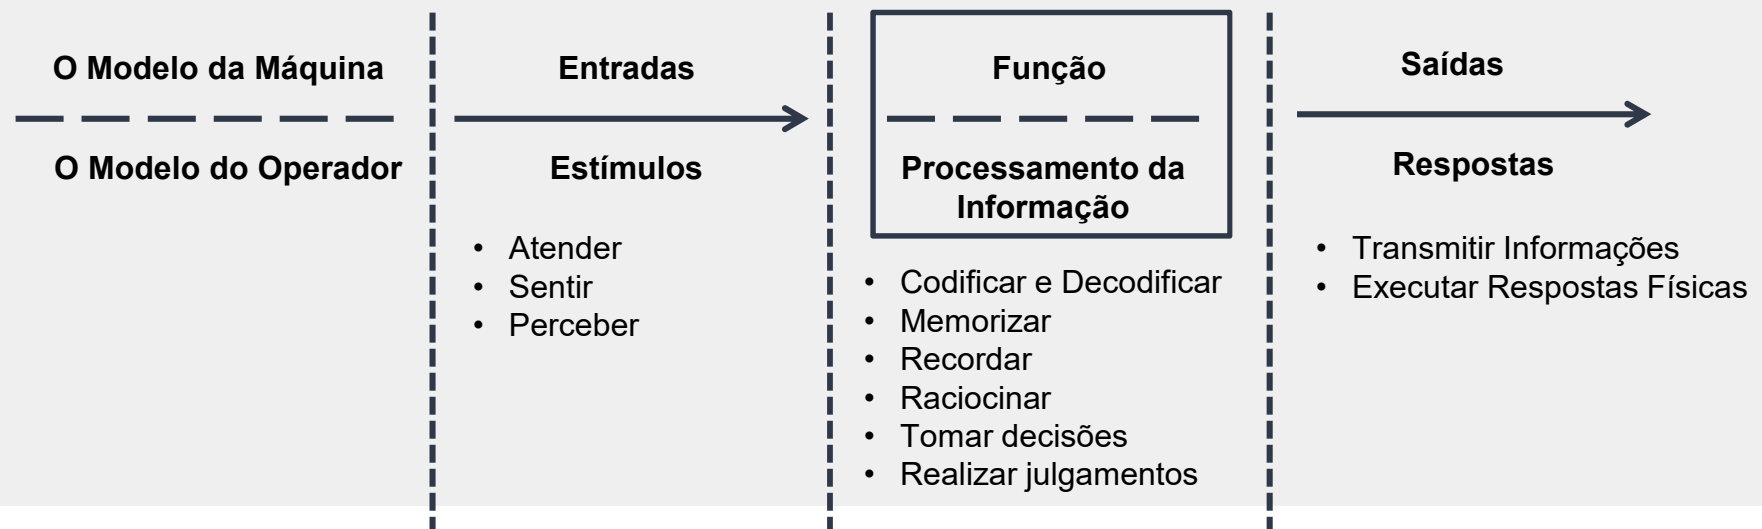 O Modelo da Máquina
O Modelo do Operador
Entradas
Estímulos
• Atender
• Sentir
• Perceber
Função
Processamento da
Informação
• Codificar e Decodificar
• Memorizar
• Recordar
• Raciocinar
• Tomar decisões
• Realizar julgamentos
Saídas
Respostas
• Transmitir Informações
• Executar Respostas Físicas